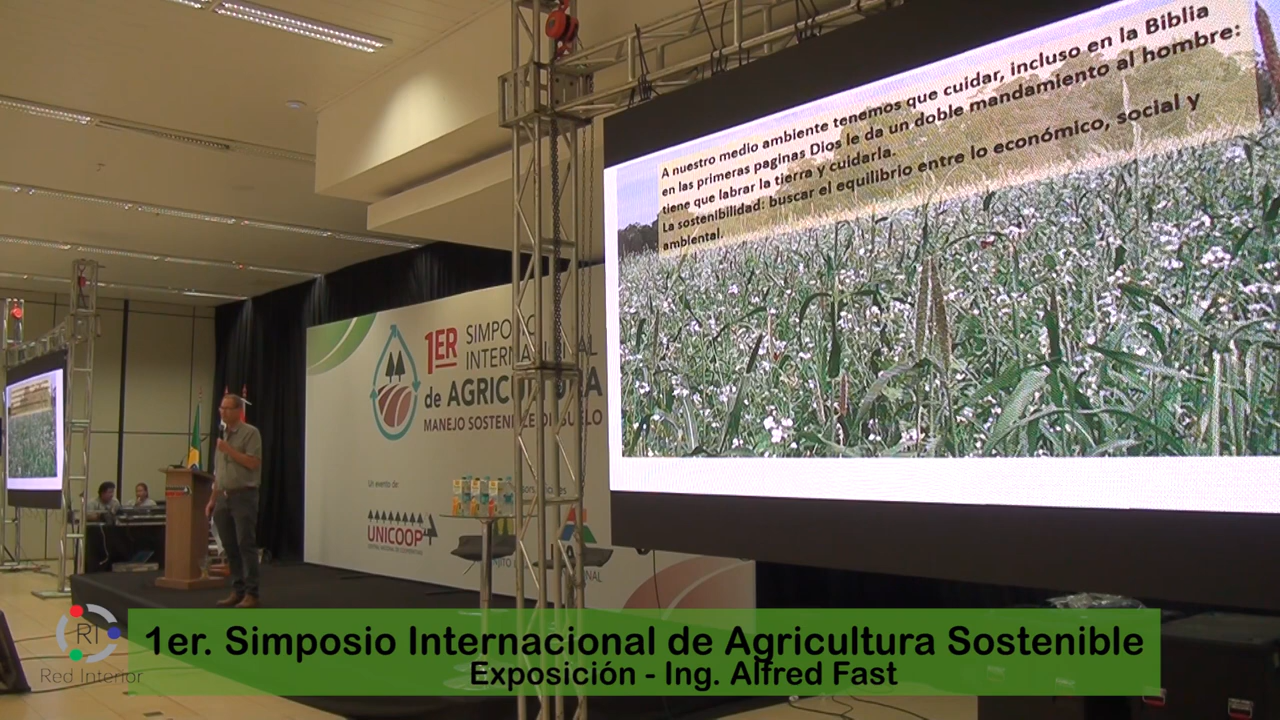 A nuestro medio ambiente tenemos que cuidar, incluso en la Biblia
en las primeras paginas Dios le da un doble mandamiento al hombre:
tiene que labrar la tierra y cuidarla.
La sostenibilidad: buscar el equilibrio entre lo económico, social y
ambiental.
1ER
SIMPO
INTERNACIONAL
de AGRICULTURA
MANEJO SOSTENIBLE DE SUELO
Un evento de:
UNICOOP
RI
Red Interior
1er. Simposio Internacional de Agricultura Sostenible
Exposición - Ing. Alfred Fast